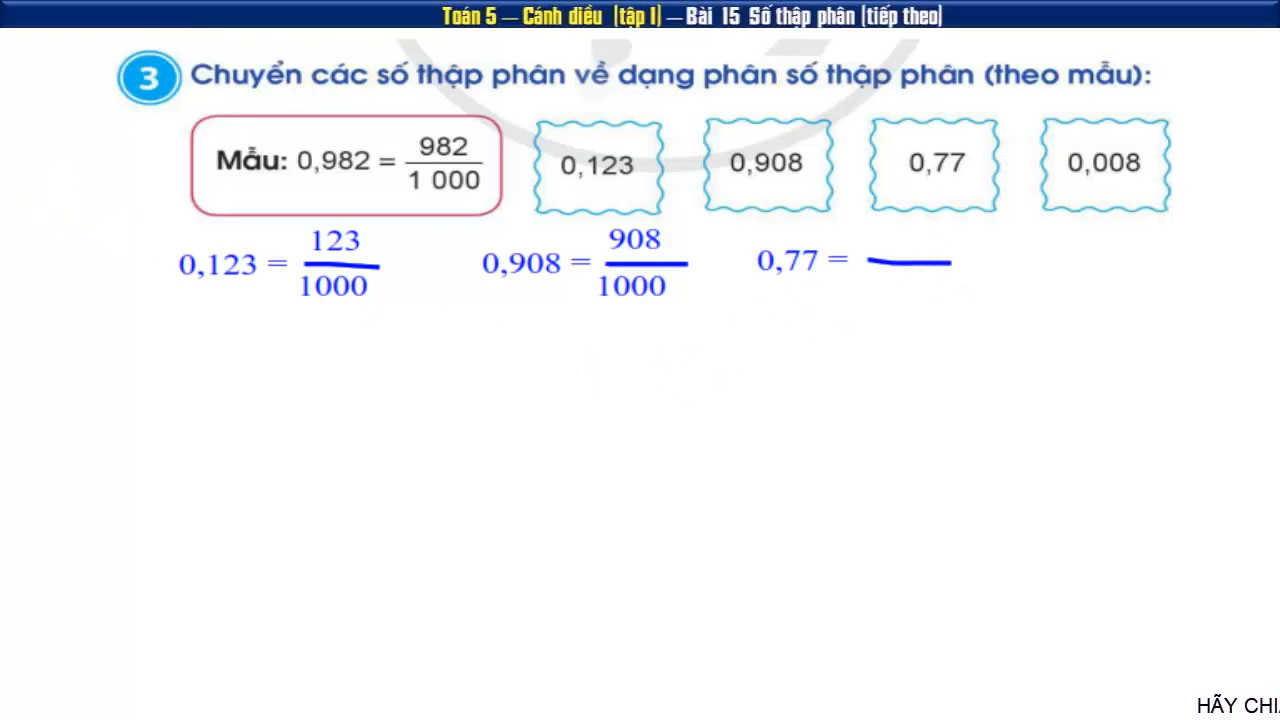 Toán 5 – Cánh diều (tập 1) – Bài 15 Số thập phân (tiếp theo)
3 Chuyển các số thập phân về dạng phân số thập phân (theo mẫu):
Mẫu: 0,982 = 982/1 000
0,123 0,908 0,77 0,008
0,123 = 123/1000 0,908 = 908/1000 0,77 =
HÃY CHI